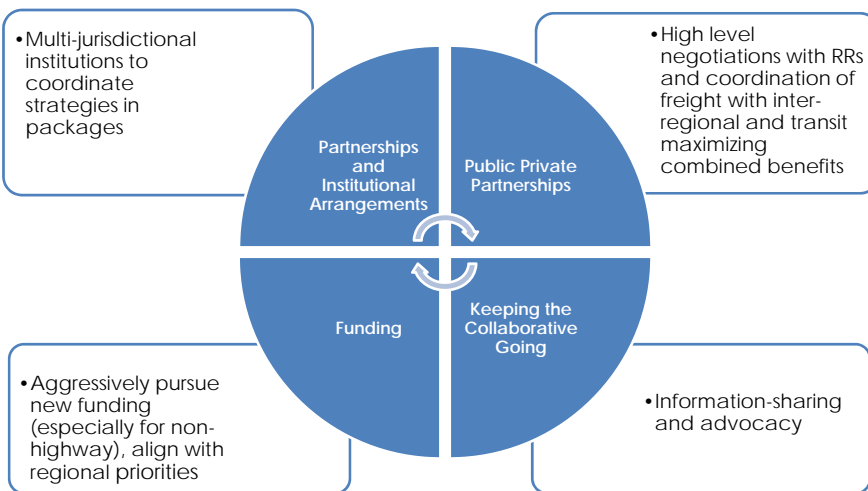 •Multi-jurisdictional
institutions to
coordinate
strategies in
packages
•High level
negotiations with RRs
and coordination of
freight with inter-
regional and transit
maximizing
combined benefits
Partnerships
and
Institutional
Arrangements
Public Private
Partnerships
Funding
Keeping the
Collaborative
Going
•Aggressively pursue
new funding
(especially for non-
highway), align with
regional priorities
•Information-sharing
and advocacy